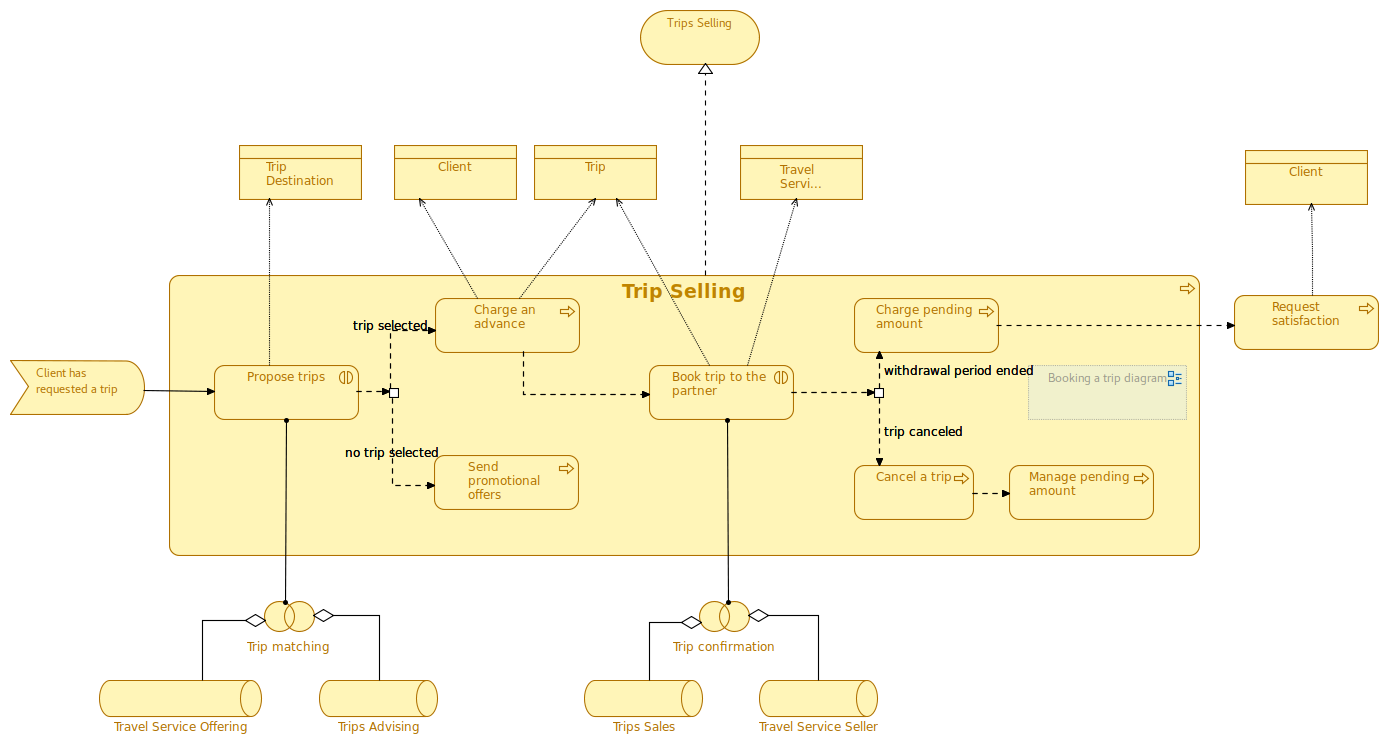 Trips Selling
Trip
Destination
Client
Trip
Travel
Servi...
Client
Trip Selling
Charge an
advance
Charge pending
amount
Request
satisfaction
trip selected
Client has
requested a trip
Propose trips
Book trip to the
partner
withdrawal period ended
Booking a trip diagram
trip canceled
no trip selected
Send
promotional
offers
Cancel a trip
Manage pending
amount
Trip matching
Trip confirmation
Travel Service Offering
Trips Advising
Trips Sales
Travel Service Seller